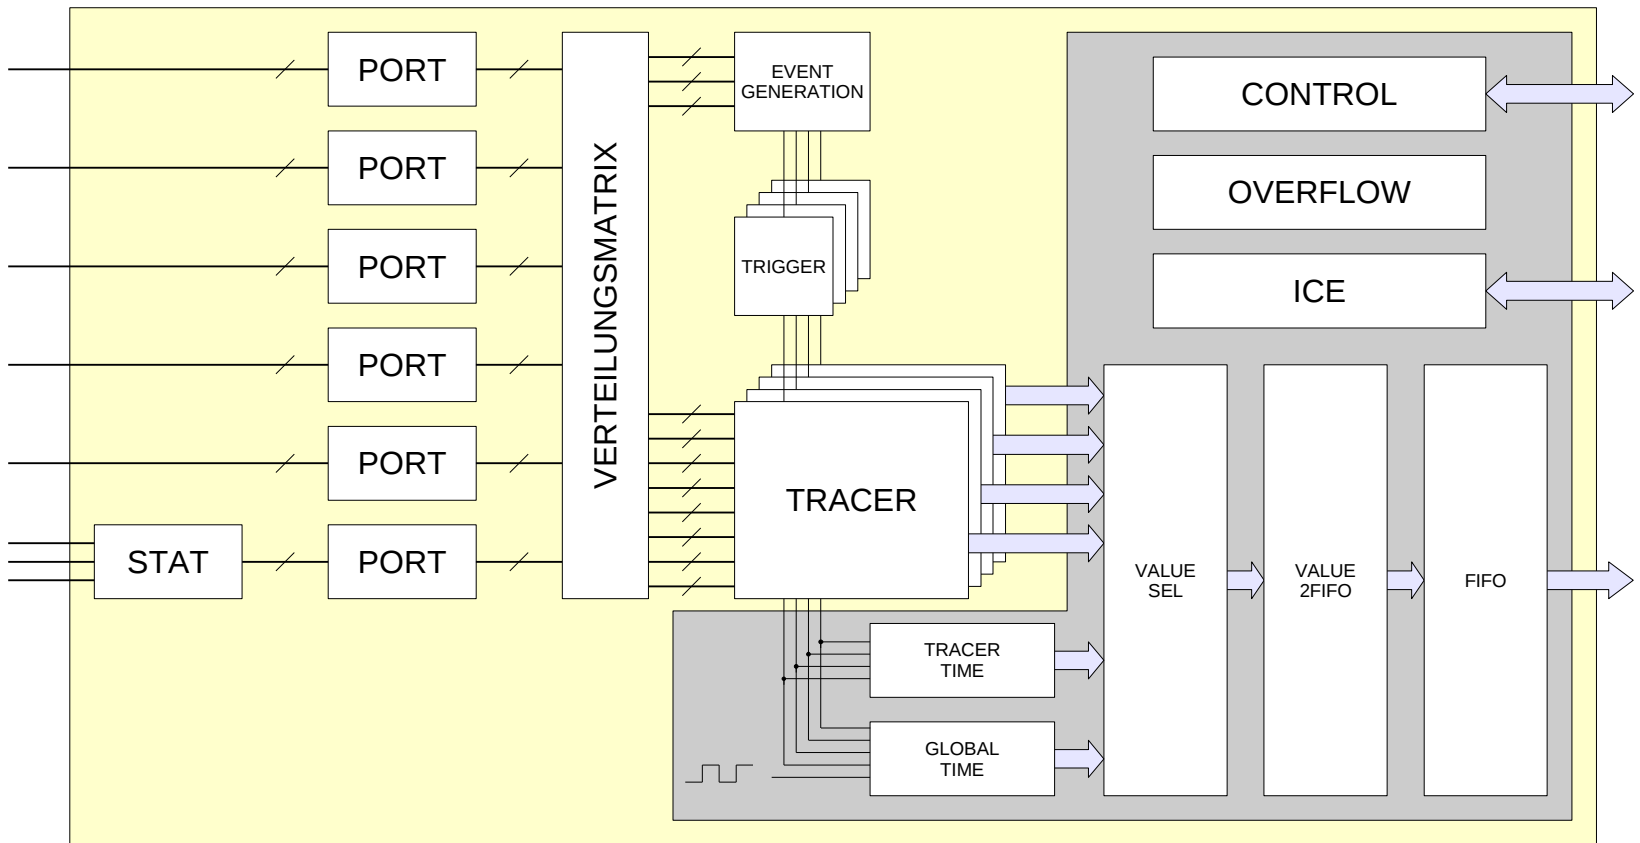 PORT
PORT
PORT
PORT
PORT
STAT
PORT
VERTEILUNGSMATRIX
EVENT
GENERATION
TRIGGER
TRACER
TRACER
TIME
GLOBAL
TIME
CONTROL
OVERFLOW
ICE
VALUE
SEL
VALUE
2FIFO
FIFO